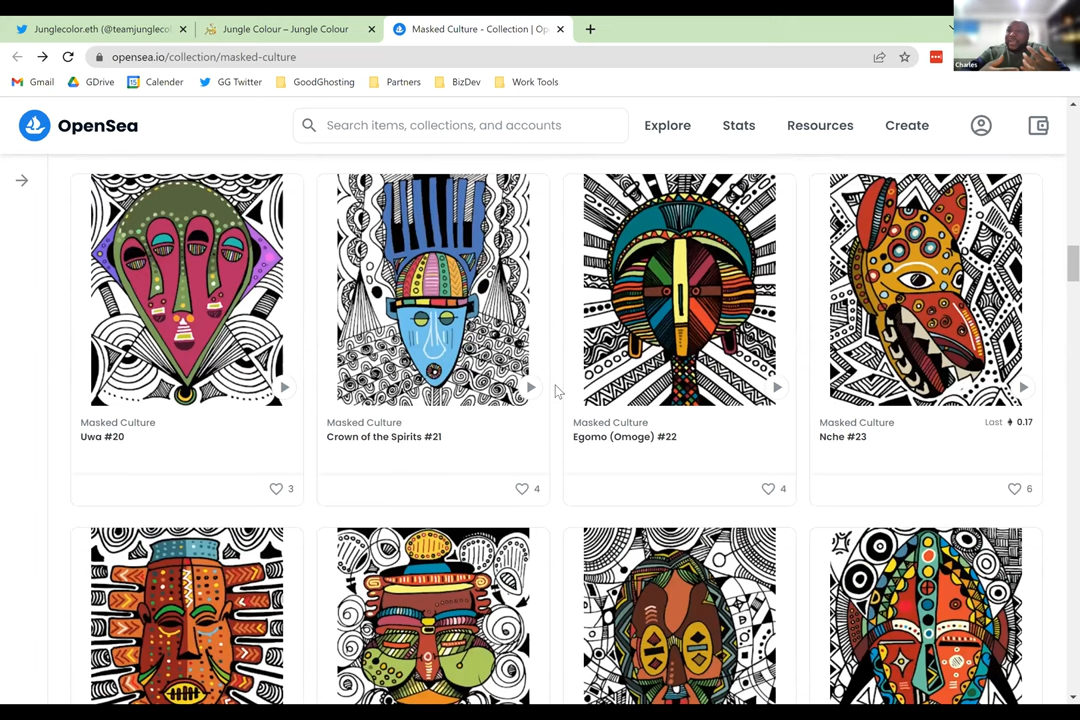 Junglecolor.eth (@teamjungleco
Jungle Colour – Jungle Colour
Masked Culture - Collection | Op
opensea.io/collection/masked-culture
Gmail
GDrive
Calender
GG Twitter
GoodGhosting
Partners
BizDev
Work Tools
Charles
OpenSea
Search items, collections, and accounts
Explore
Stats
Resources
Create
Masked Culture
Uwa #20
3
Masked Culture
Crown of the Spirits #21
4
Masked Culture
Egomo (Omoge) #22
4
Masked Culture
Last 0.17
Nche #23
6